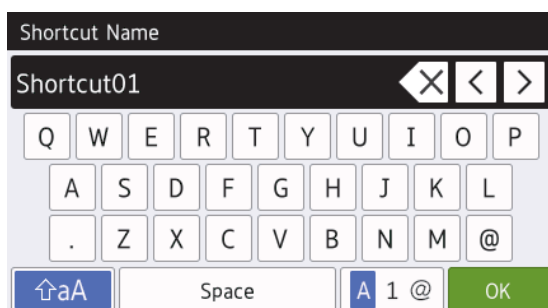 Shortcut Name
Shortcut01
Q W E R T Y U I O P
A S D F G H J K L
. Z X C V B N M @
aA Space A 1 @ OK